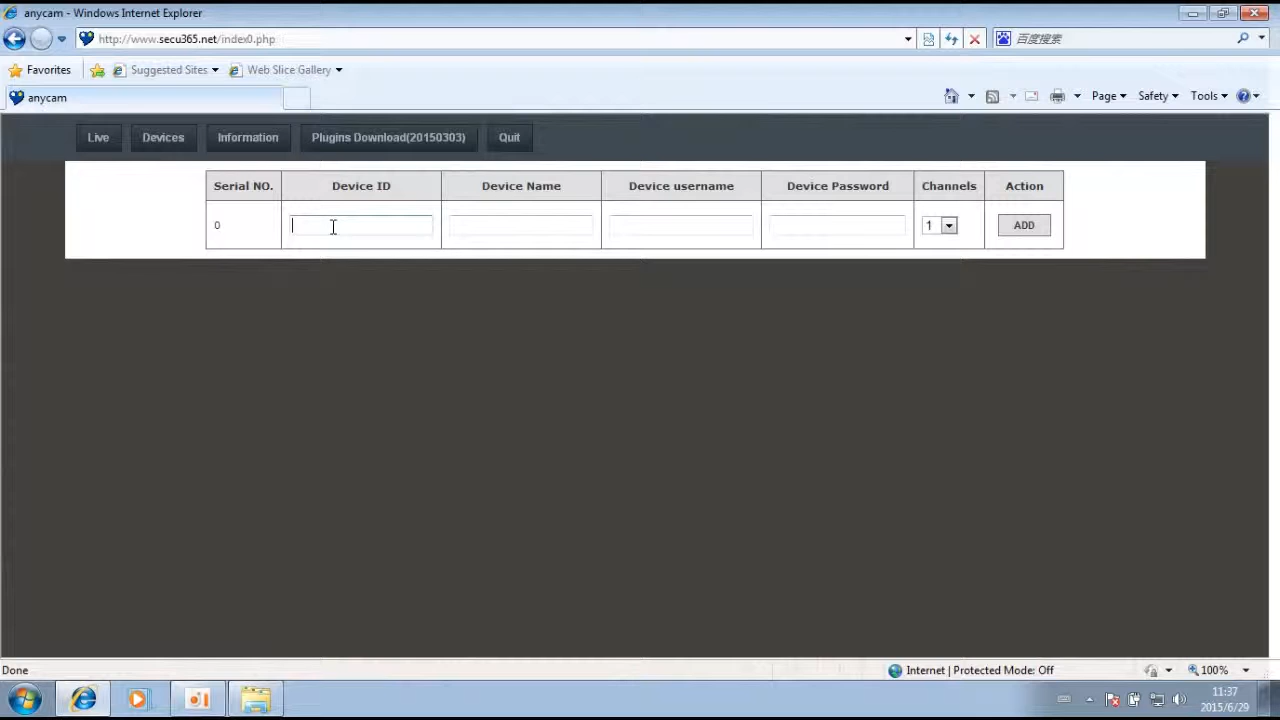 anycam - Windows Internet Explorer
http://www.secu365.net/index0.php
百度搜索
Favorites Suggested Sites Web Slice Gallery
anycam Page Safety Tools
Live Devices Information Plugins Download(20150303) Quit
Serial NO. Device ID Device Name Device username Device Password Channels Action
0 1 ADD
Done Internet | Protected Mode: Off 100%
11:37
2015/6/29